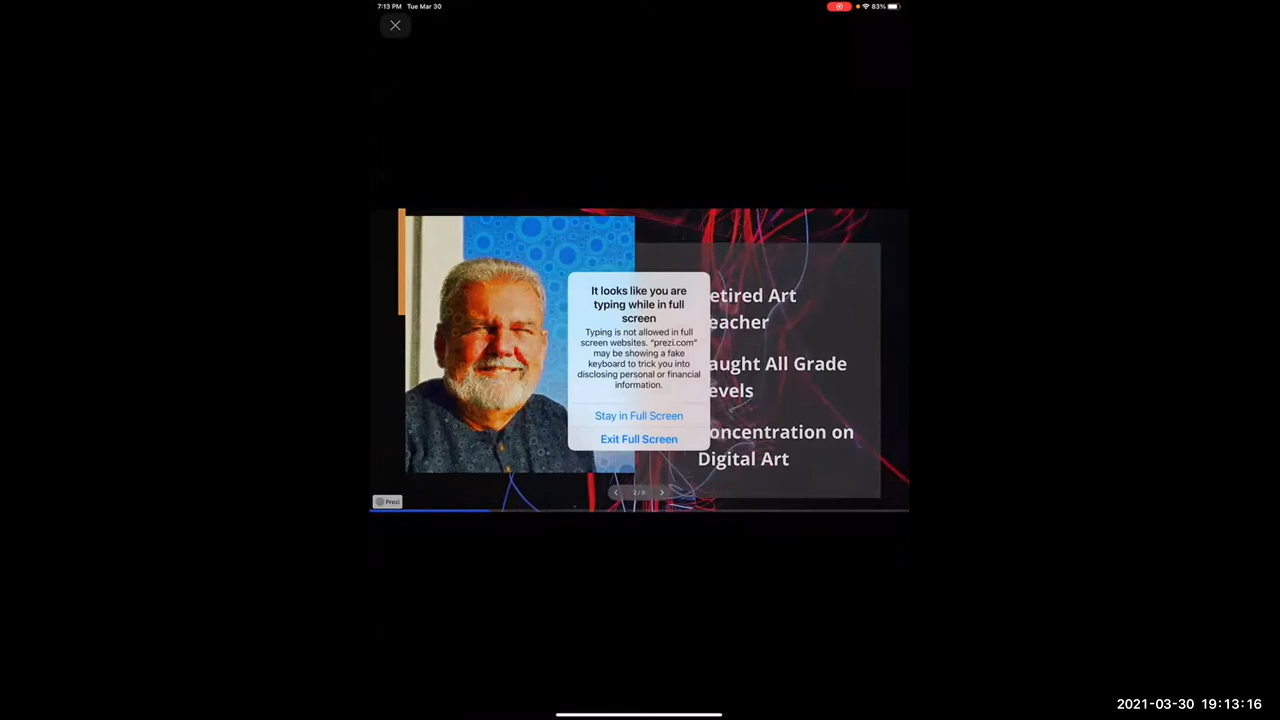 7:13 PM Tue Mar 30
83%
It looks like you are
typing while in full
screen
Typing is not allowed in full
screen websites. “prezi.com”
may be showing a fake
keyboard to trick you into
disclosing personal or financial
information.
Stay in Full Screen
Exit Full Screen
etired Art
eacher
aught All Grade
evels
oncentration on
Digital Art
Prezi
2021-03-30 19:13:16